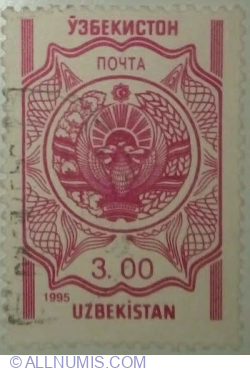 ЎЗБЕКИСТОН
ПОЧТА
3.00
1995
UZBEKISTAN
© ALLNUMIS.COM